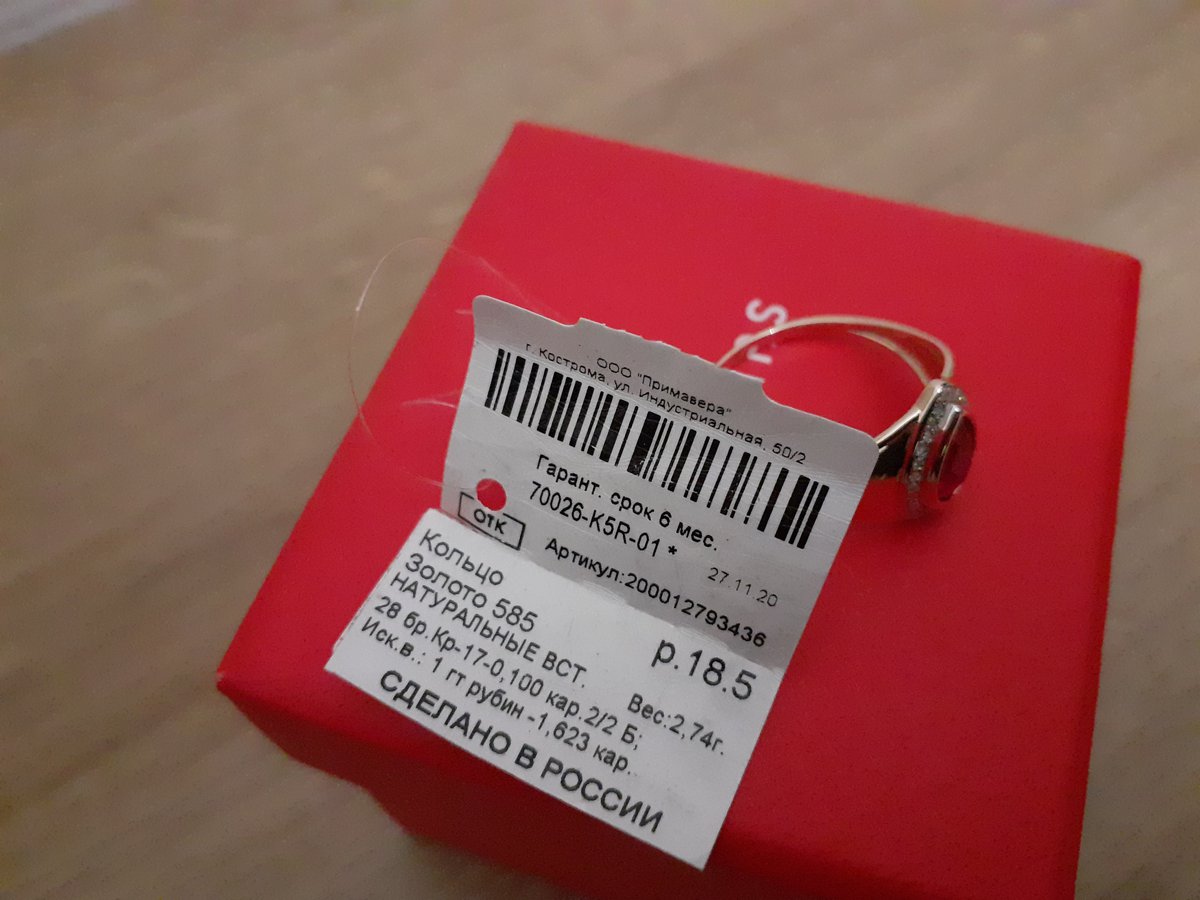 rs
ООО "Примавера"
г. Кострома, ул. Индустриальная, 50/2
Гарант. срок 6 мес.
70026-K5R-01 *
27.11.20
ОТК
Артикул:200012793436
Кольцо
Золото 585
р.18.5
НАТУРАЛЬНЫЕ ВСТ.
Вес:2,74г.
28 бр.Кр-17-0,100 кар.2/2 Б;
Иск.в.: 1 гт рубин -1,623 кар.
СДЕЛАНО В РОССИИ